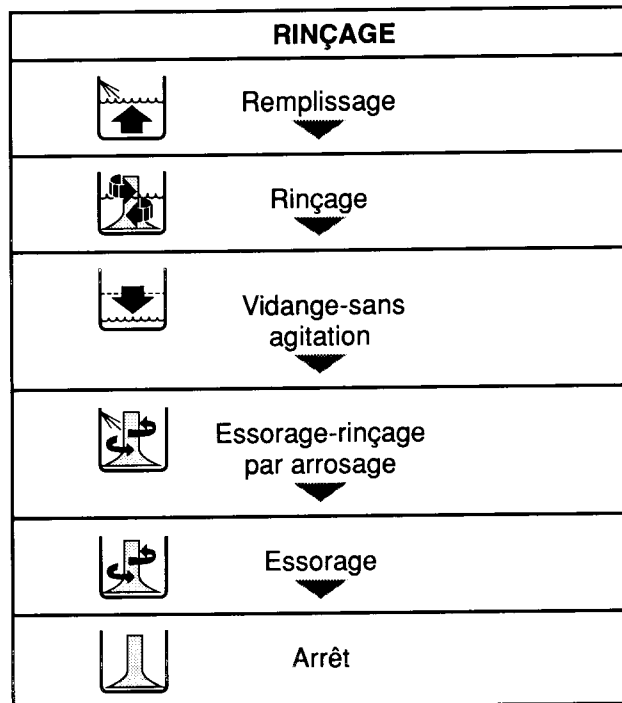 RINÇAGE
Remplissage
Rinçage
Vidange-sans
agitation
Essorage-rinçage
par arrosage
Essorage
Arrêt